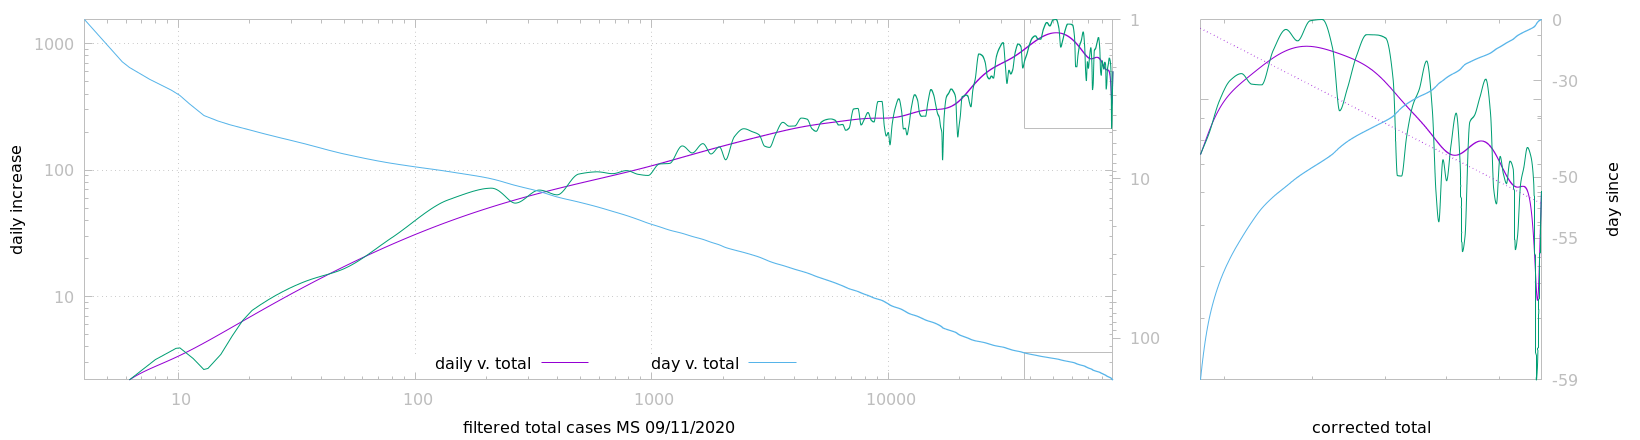 daily increase
1000
100
10
10
100
1000
10000
1
10
100
daily v. total
day v. total
filtered total cases MS 09/11/2020
0
-30
-50
-55
-59
day since
corrected total